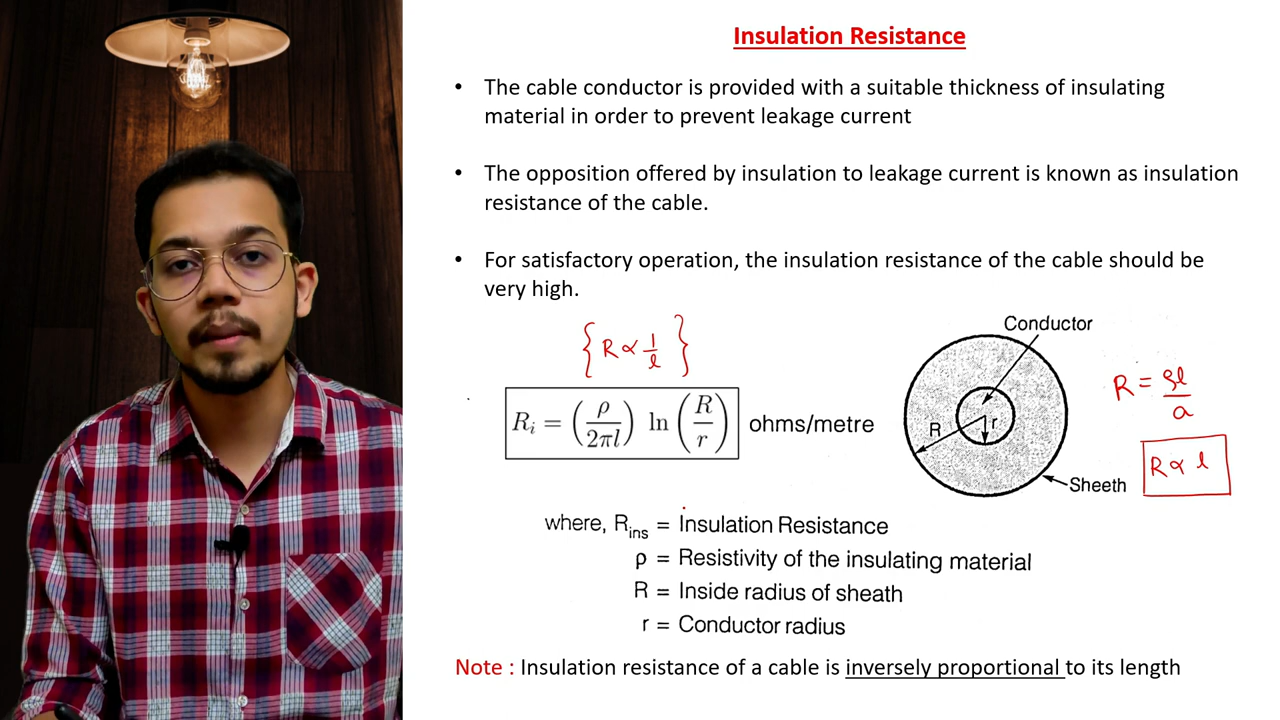 Insulation Resistance
• The cable conductor is provided with a suitable thickness of insulating
material in order to prevent leakage current
• The opposition offered by insulation to leakage current is known as insulation
resistance of the cable.
• For satisfactory operation, the insulation resistance of the cable should be
very high.
{ R ∝ 1/l }
R_i = (ρ/2πl) ln (R/r) ohms/metre
Conductor
R
r
Sheeth
R = ρl/a
R ∝ l
where, R_ins = Insulation Resistance
ρ = Resistivity of the insulating material
R = Inside radius of sheath
r = Conductor radius
Note : Insulation resistance of a cable is inversely proportional to its length